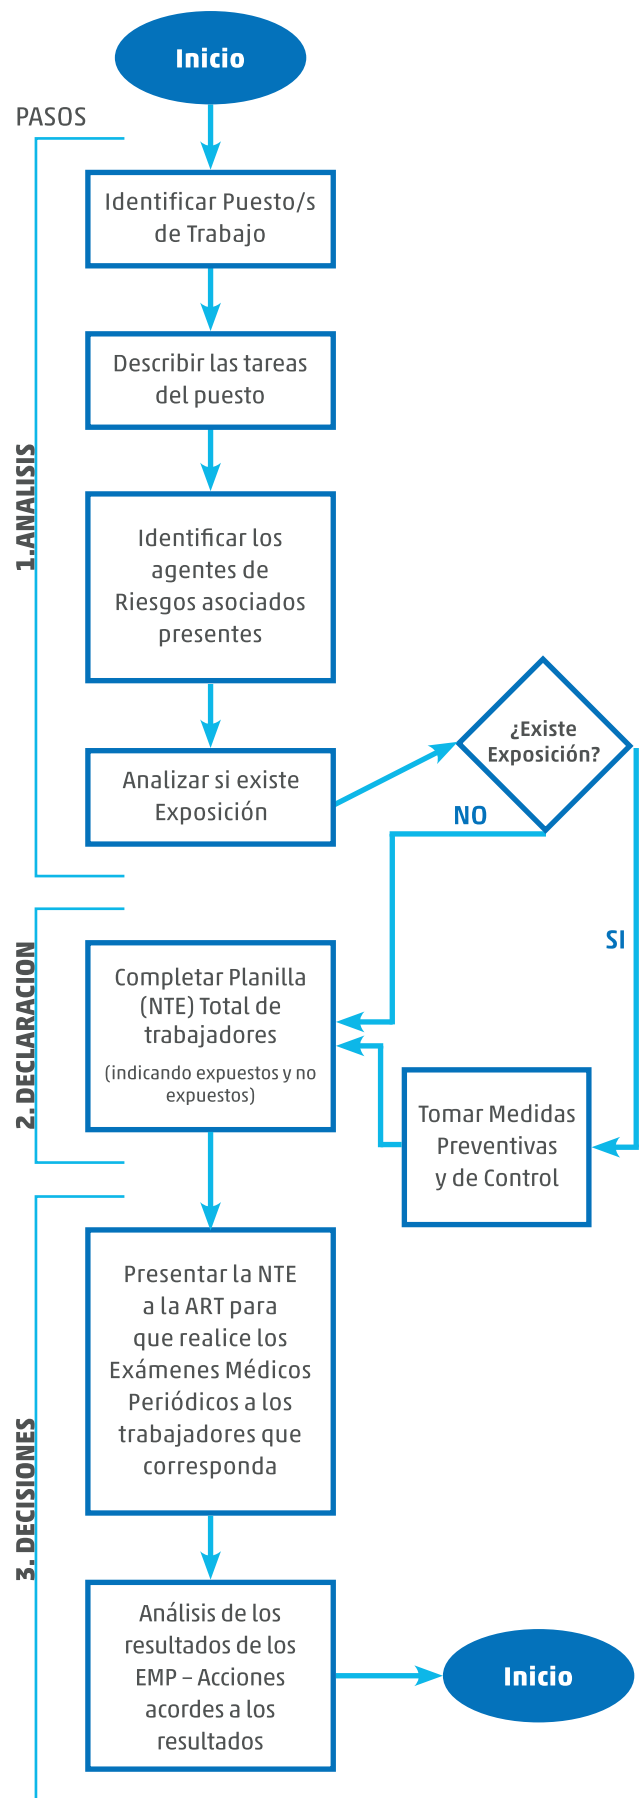 Inicio
PASOS
1.ANALISIS
Identificar Puesto/s
de Trabajo
Describir las tareas
del puesto
Identificar los
agentes de
Riesgos asociados
presentes
Analizar si existe
Exposición
¿Existe
Exposición?
NO
SI
2. DECLARACION
Completar Planilla
(NTE) Total de
trabajadores
(indicando expuestos y no
expuestos)
Tomar Medidas
Preventivas
y de Control
3. DECISIONES
Presentar la NTE
a la ART para
que realice los
Exámenes Médicos
Periódicos a los
trabajadores que
corresponda
Análisis de los
resultados de los
EMP – Acciones
acordes a los
resultados
Inicio